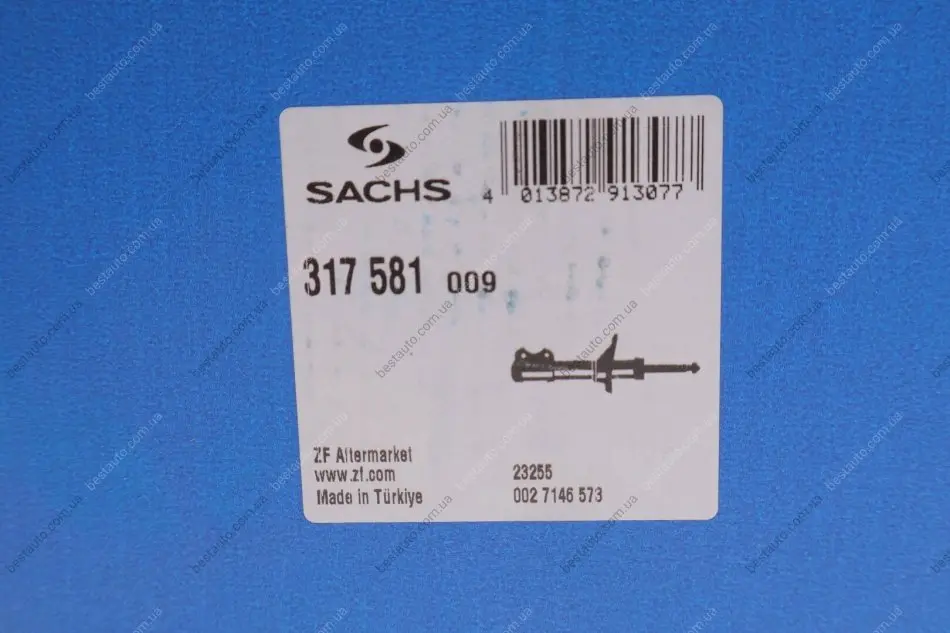 SACHS
4 013872 913077
317 581 009
ZF Aftermarket
www.zf.com
Made in Türkiye
23255
002 7146 573
bestauto.com.ua